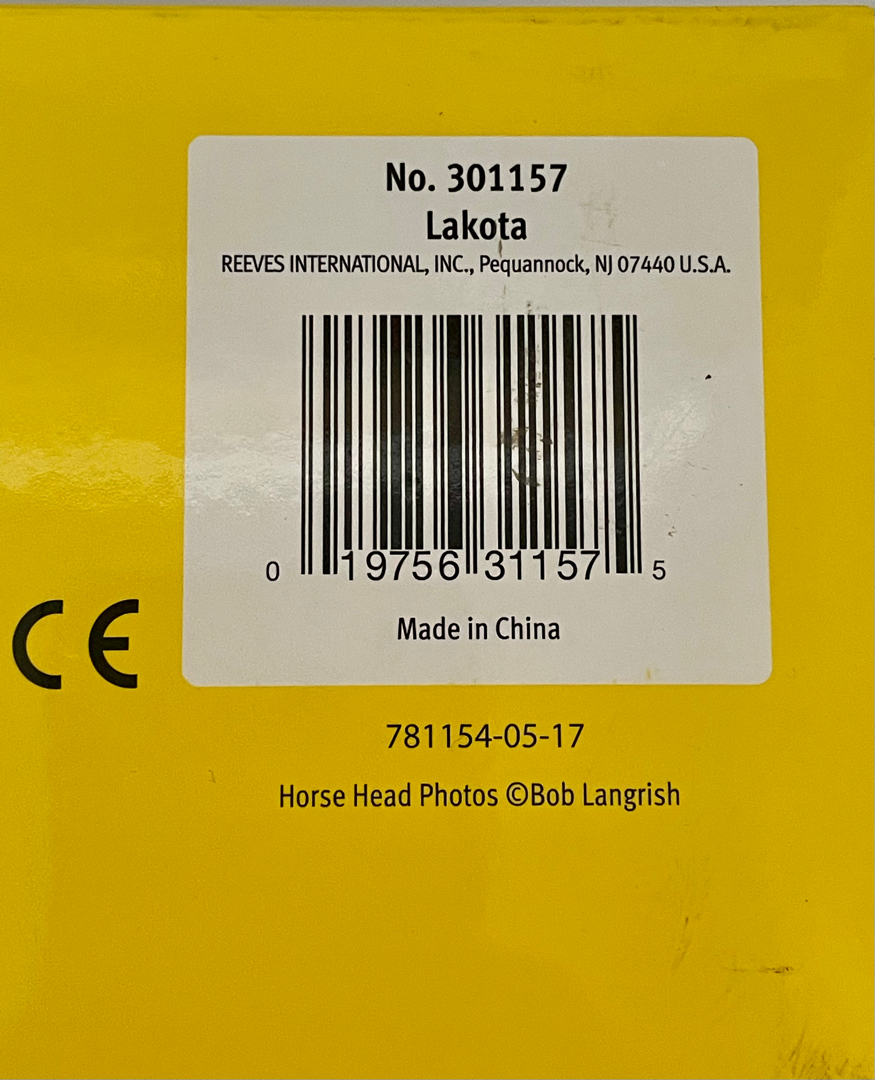 No. 301157
Lakota
REEVES INTERNATIONAL, INC., Pequannock, NJ 07440 U.S.A.
0 19756 31157 5
Made in China
CE
781154-05-17
Horse Head Photos ©Bob Langrish